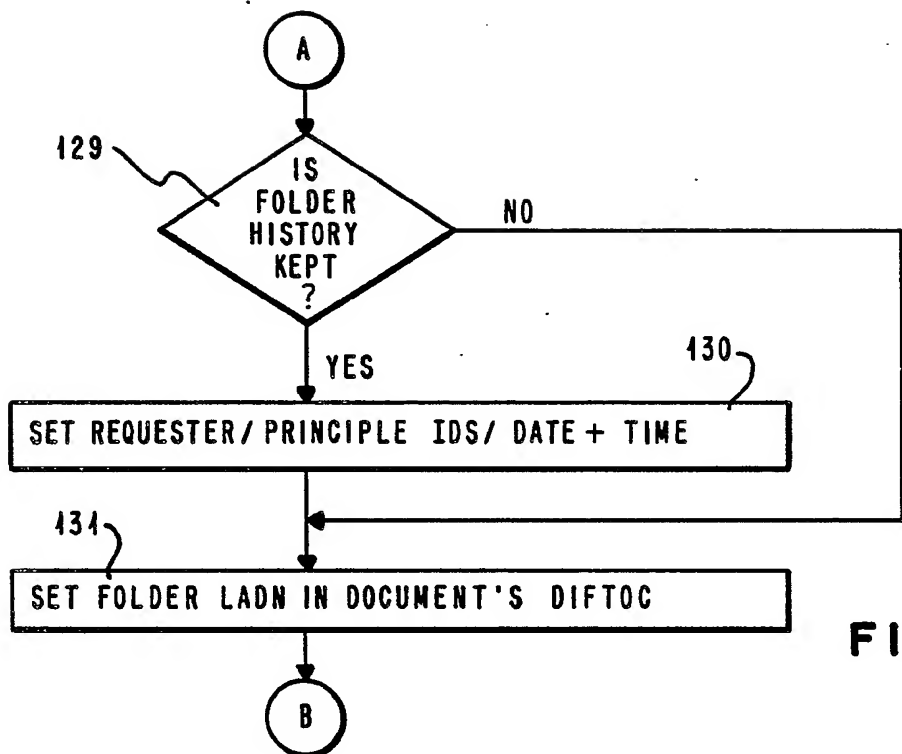 A
129
IS
FOLDER
HISTORY
KEPT
?
NO
YES
130
SET REQUESTER/ PRINCIPLE IDS/ DATE + TIME
131
SET FOLDER LADN IN DOCUMENT'S DIFTOC
FI
B